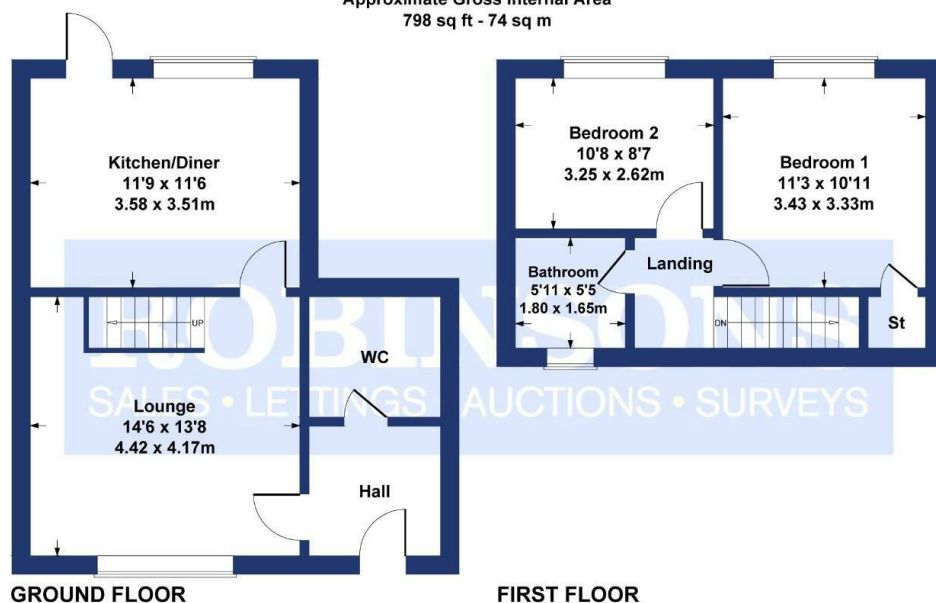 Approximate Gross Internal Area
798 sq ft - 74 sq m
Kitchen/Diner
11'9 x 11'6
3.58 x 3.51m
UP
WC
Lounge
14'6 x 13'8
4.42 x 4.17m
Hall
GROUND FLOOR
Bedroom 2
10'8 x 8'7
3.25 x 2.62m
Bedroom 1
11'3 x 10'11
3.43 x 3.33m
Bathroom
5'11 x 5'5
1.80 x 1.65m
Landing
DN
St
FIRST FLOOR
ROBINSONS
SALES • LETTINGS • AUCTIONS • SURVEYS